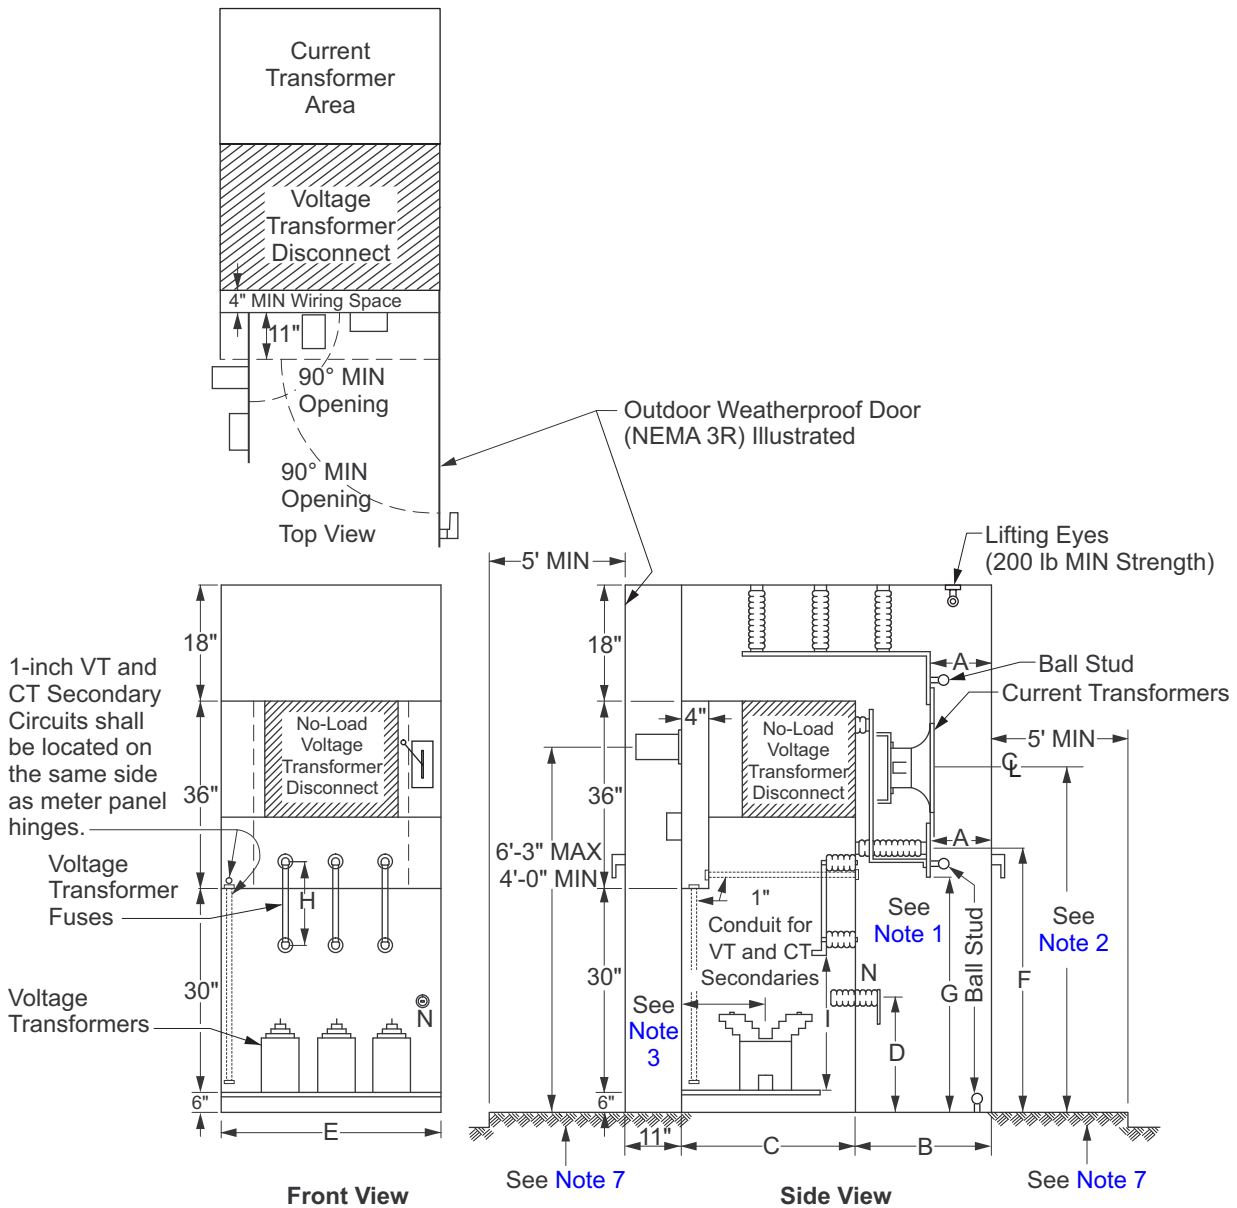 Current
Transformer
Area
Voltage
Transformer
Disconnect
4" MIN Wiring Space
11"
90° MIN
Opening
90° MIN
Opening
Top View
Outdoor Weatherproof Door
(NEMA 3R) Illustrated
Lifting Eyes
(200 lb MIN Strength)
5' MIN
18"
1-inch VT and
CT Secondary
Circuits shall
be located on
the same side
as meter panel
hinges.
36"
No-Load
Voltage
Transformer
Disconnect
Voltage
Transformer
Fuses
H
30"
Voltage
Transformers
N
6"
E
Front View
18"
A
Ball Stud
Current Transformers
4"
No-Load
Voltage
Transformer
Disconnect
5' MIN
CL
36"
6'-3" MAX
4'-0" MIN
A
1"
Conduit for
VT and CT
Secondaries
See
Note 1
See
Note 2
Ball Stud
F
G
N
30"
See
Note
3
I
D
6"
11"
C
B
See Note 7
See Note 7
Side View